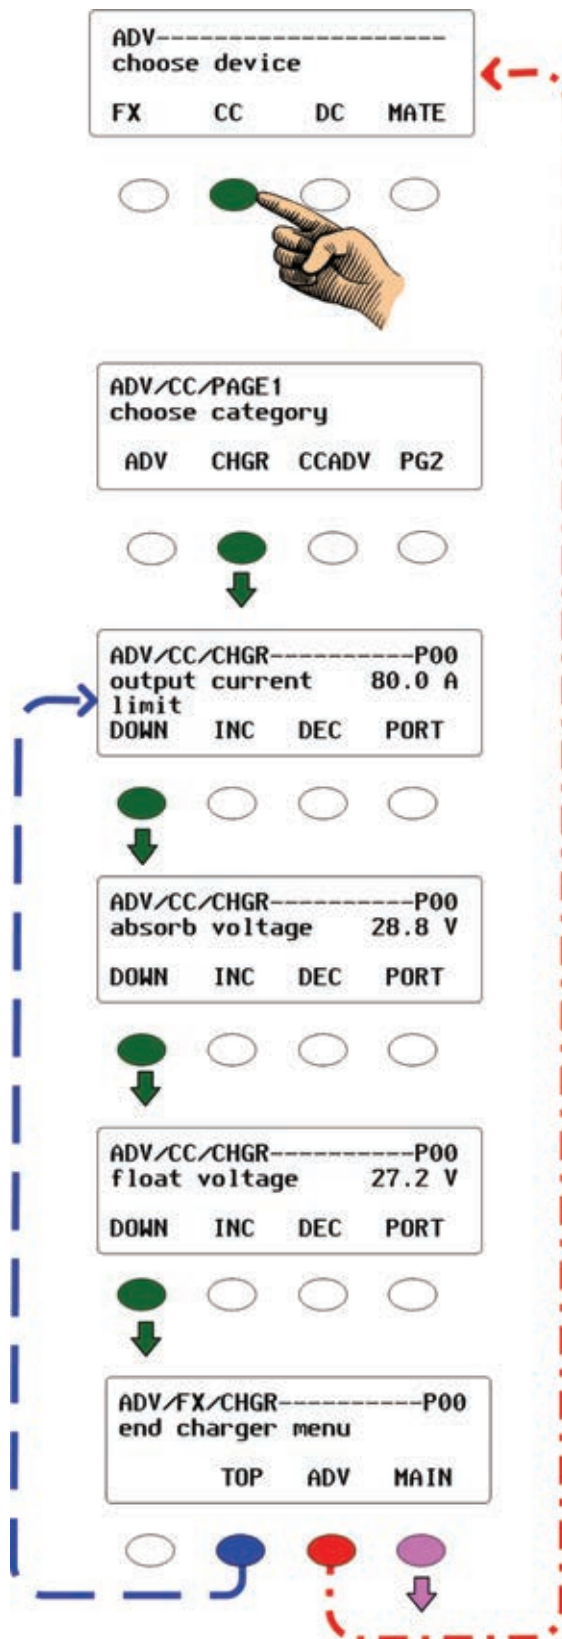 ADV--------------------
choose device
FX CC DC MATE
ADV/CC/PAGE1
choose category
ADV CHGR CCADV PG2
ADV/CC/CHGR----------P00
output current 80.0 A
limit
DOWN INC DEC PORT
ADV/CC/CHGR----------P00
absorb voltage 28.8 V
DOWN INC DEC PORT
ADV/CC/CHGR----------P00
float voltage 27.2 V
DOWN INC DEC PORT
ADV/FX/CHGR----------P00
end charger menu
TOP ADV MAIN